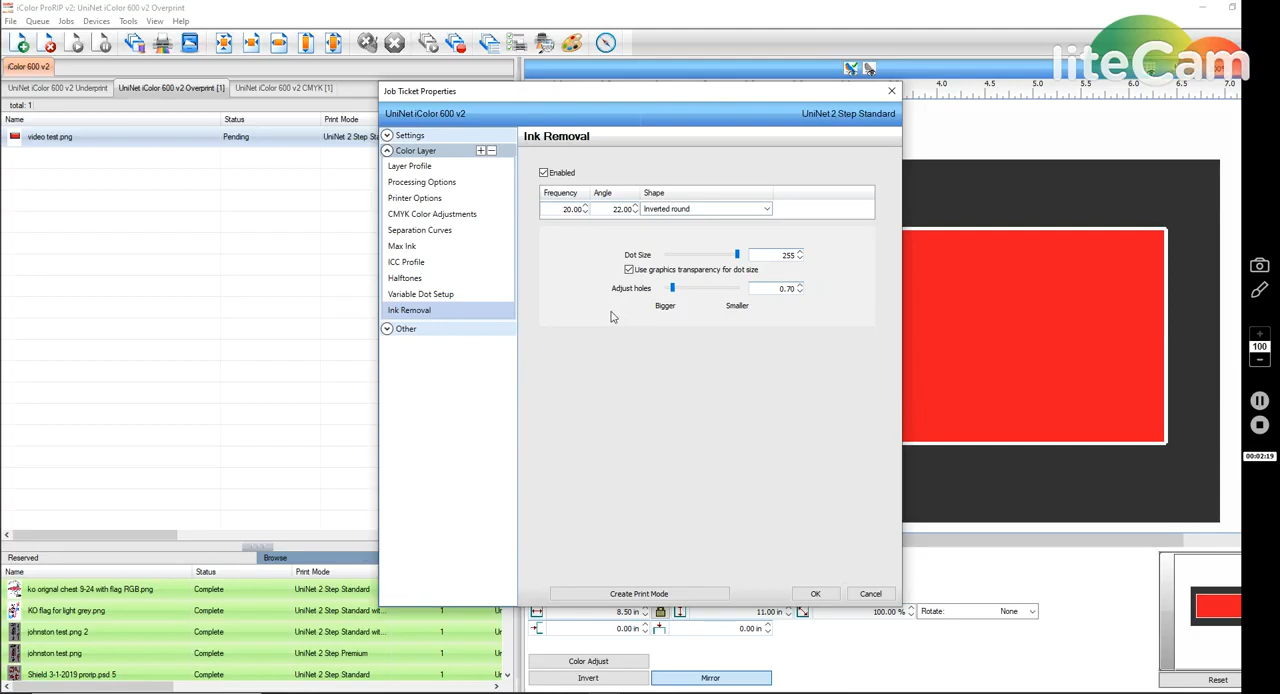 iColor ProRIP v2: UniNet iColor 600 v2 Overprint
File Queue Jobs Devices Tools View Help
liteCam
iColor 600 v2
UniNet iColor 600 v2 Underprint UniNet iColor 600 v2 Overprint [1] UniNet iColor 600 v2 CMYK [1]
total: 1
Name Status Print Mode
video test.png Pending UniNet 2 Step St
Job Ticket Properties
UniNet iColor 600 v2 UniNet 2 Step Standard
Settings
Color Layer
Layer Profile
Processing Options
Printer Options
CMYK Color Adjustments
Separation Curves
Max Ink
ICC Profile
Halftones
Variable Dot Setup
Ink Removal
Other
Ink Removal
Enabled
Frequency Angle Shape
20.00 22.00 Inverted round
Dot Size 255
Use graphics transparency for dot size
Adjust holes 0.70
Bigger Smaller
Create Print Mode OK Cancel
4.0 4.5 5.0 5.5 6.0 6.5 7.0
100
00:02:19
Reserved Browse
Name Status Print Mode
ko orignal chest 9-24 with flag RGB.png Complete UniNet 2 Step Standard 1 Ur
KO flag for light grey.png Complete UniNet 2 Step Standard wit... 1 Ur
johnston test.png 2 Complete UniNet 2 Step Standard wit... 1 Ur
johnston test.png Complete UniNet 2 Step Premium 1 Ur
Shield 3-1-2019 prorip.psd 5 Complete UniNet 2 Step Standard 1 Ur
8.50 in 11.00 in 100.00 % Rotate: None
0.00 in 0.00 in
Color Adjust
Invert Mirror
Reset